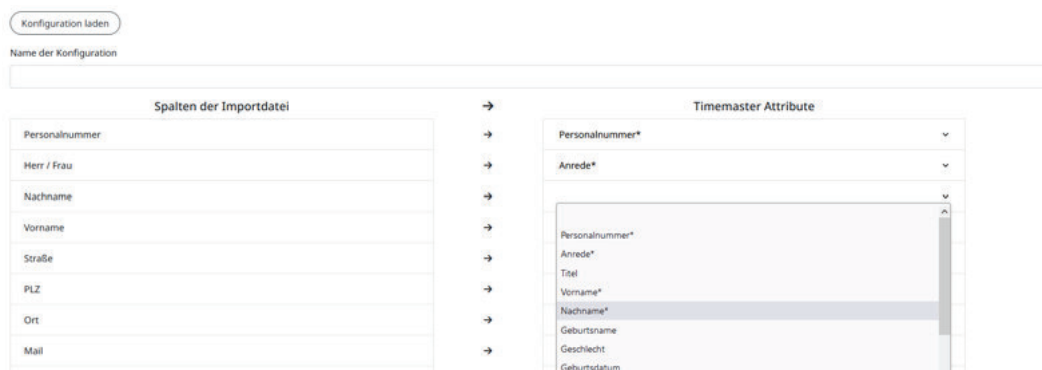 Konfiguration laden
Name der Konfiguration
Spalten der Importdatei → Timemaster Attribute
Personalnummer → Personalnummer*
Herr / Frau → Anrede*
Nachname →
Vorname →
Straße →
PLZ →
Ort →
Mail →
Personalnummer*
Anrede*
Titel
Vorname*
Nachname*
Geburtsname
Geschlecht
Geburtsdatum